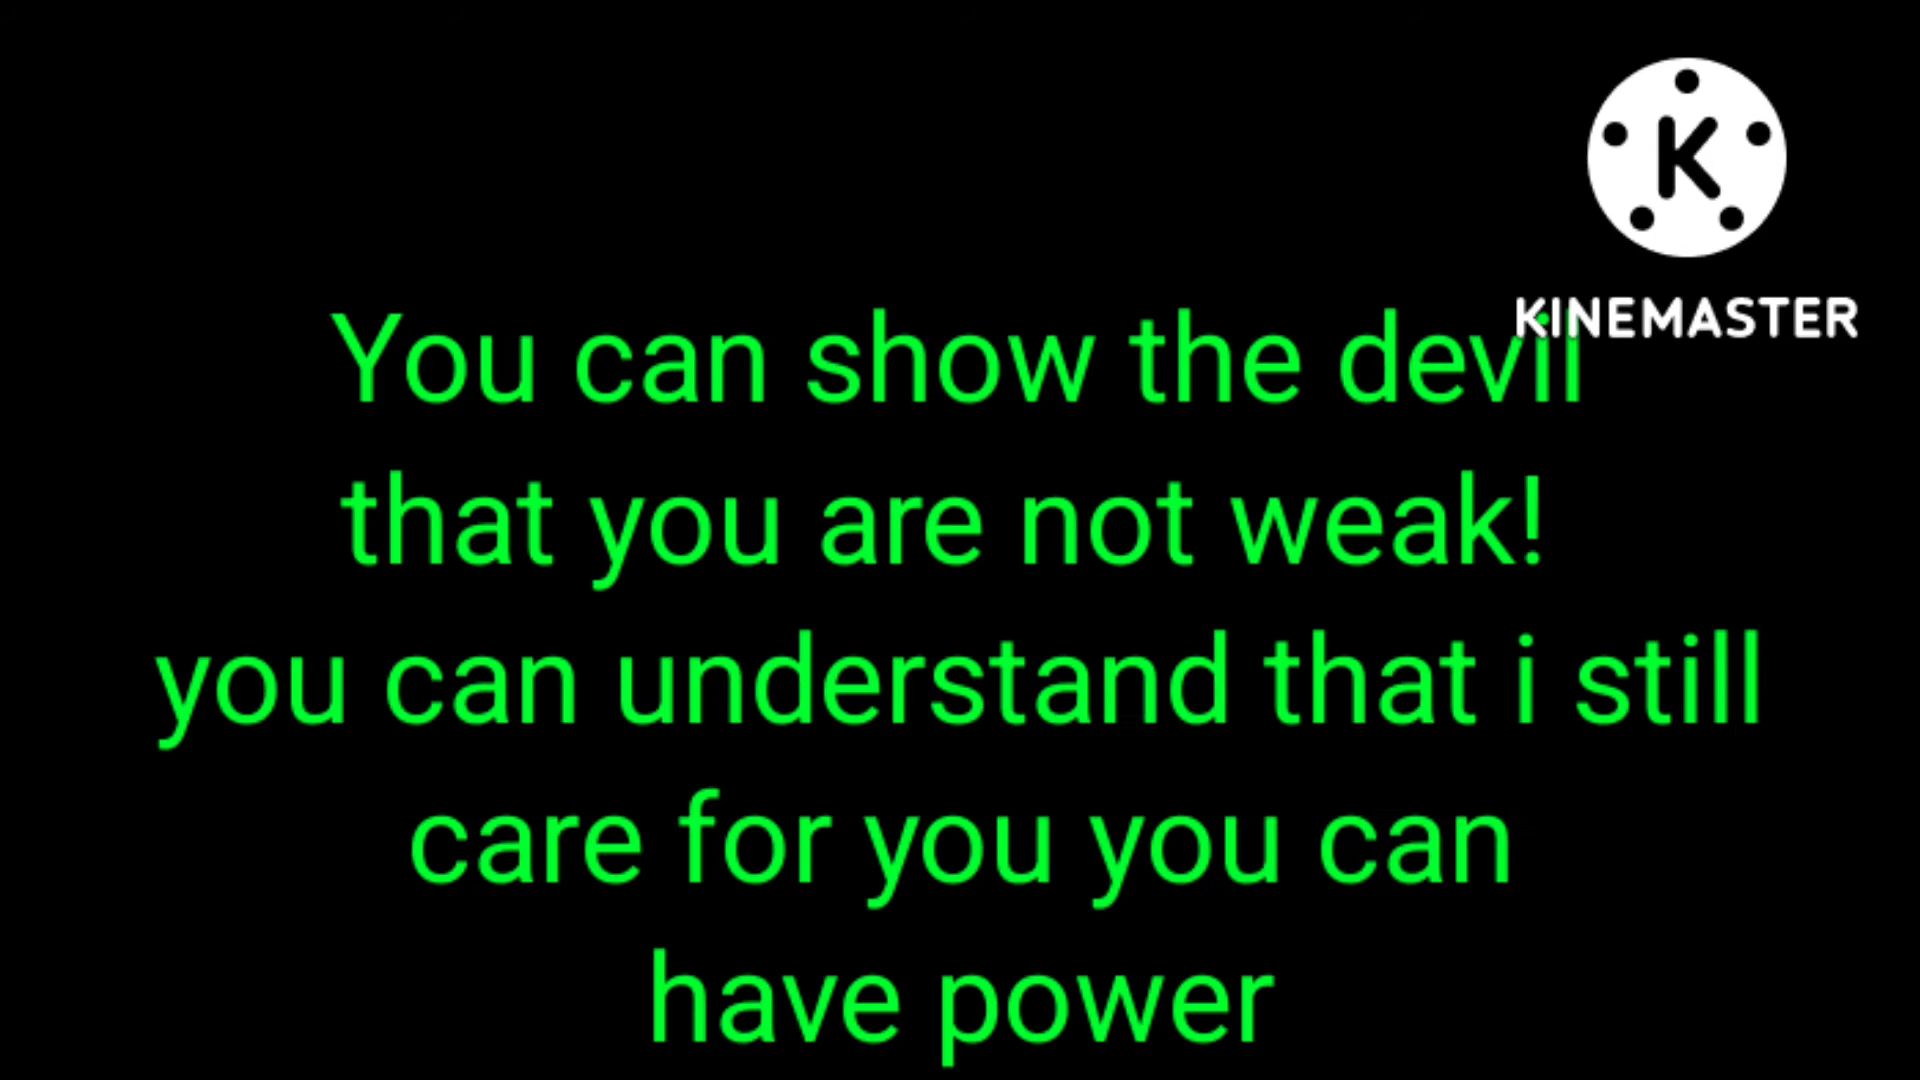 K
KINEMASTER
You can show the devil
that you are not weak!
you can understand that i still
care for you you can
have power